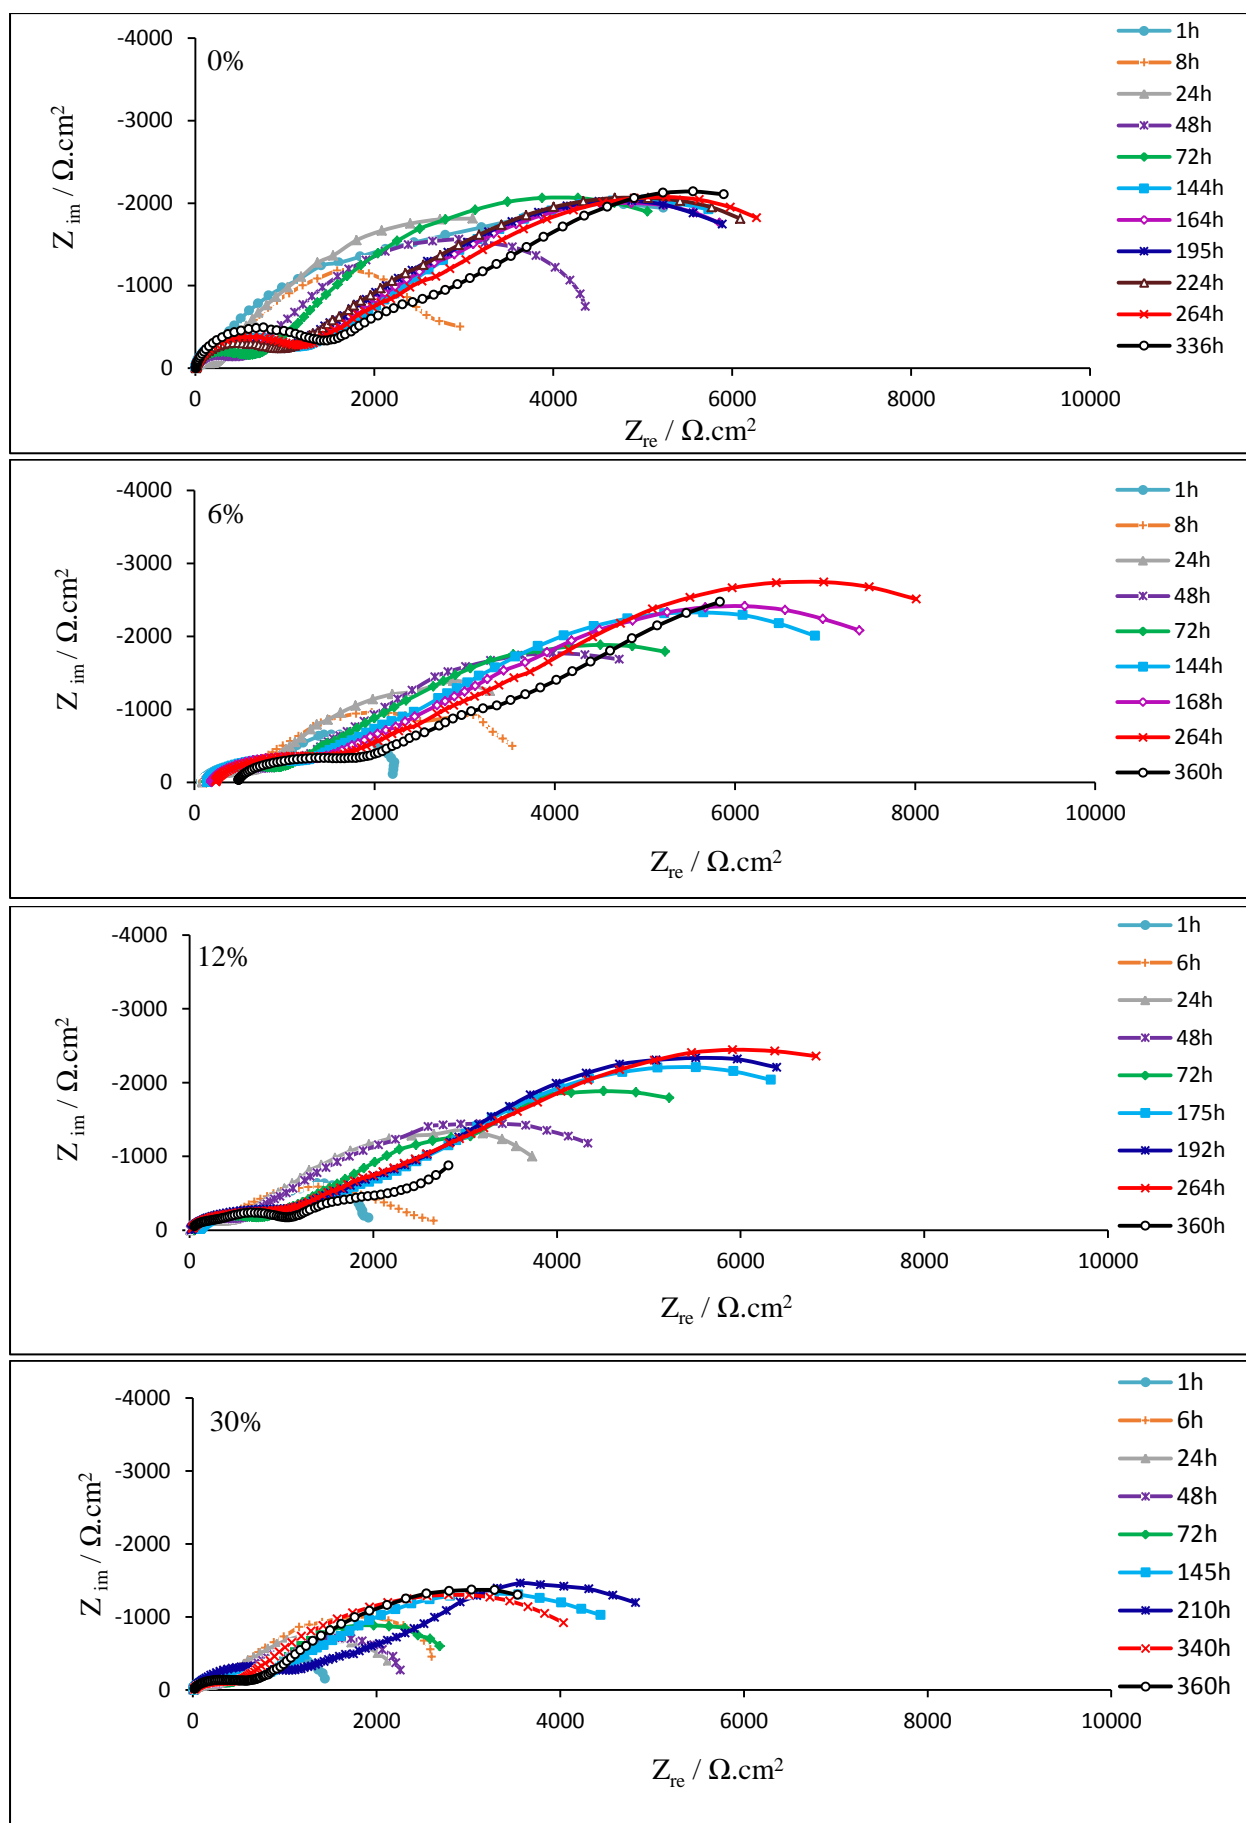 0%
-4000
-3000
-2000
-1000
0
Z im / Ω.cm²
0 2000 4000 6000 8000 10000
Zre / Ω.cm²
1h
8h
24h
48h
72h
144h
164h
195h
224h
264h
336h
6%
-4000
-3000
-2000
-1000
0
Z im / Ω.cm²
0 2000 4000 6000 8000 10000
Zre / Ω.cm²
1h
8h
24h
48h
72h
144h
168h
264h
360h
12%
-4000
-3000
-2000
-1000
0
Z im / Ω.cm²
0 2000 4000 6000 8000 10000
Zre / Ω.cm²
1h
6h
24h
48h
72h
175h
192h
264h
360h
30%
-4000
-3000
-2000
-1000
0
Z im / Ω.cm²
0 2000 4000 6000 8000 10000
Zre / Ω.cm²
1h
6h
24h
48h
72h
145h
210h
340h
360h